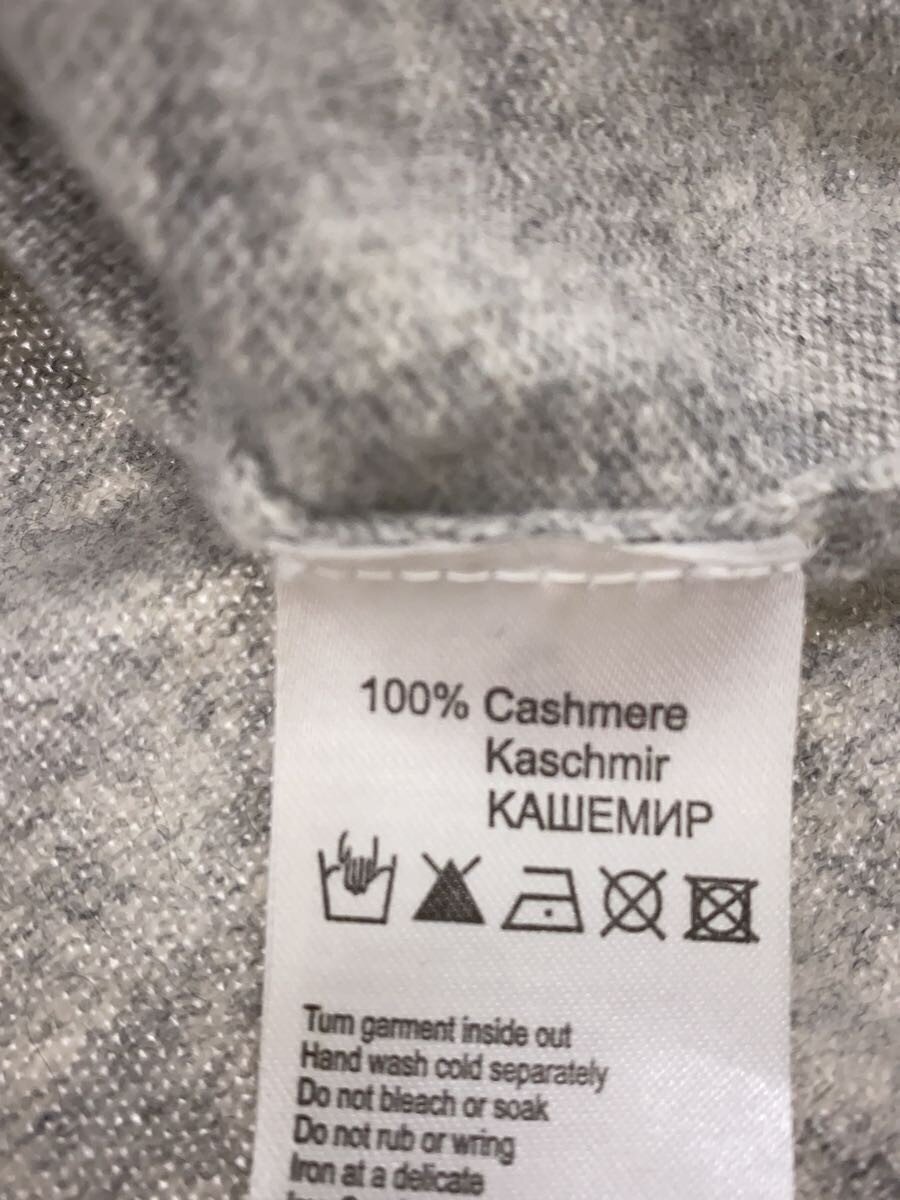 100% Cashmere
Kaschmir
КАШЕМИР
Turn garment inside out
Hand wash cold separately
Do not bleach or soak
Do not rub or wring
Iron at a delicate